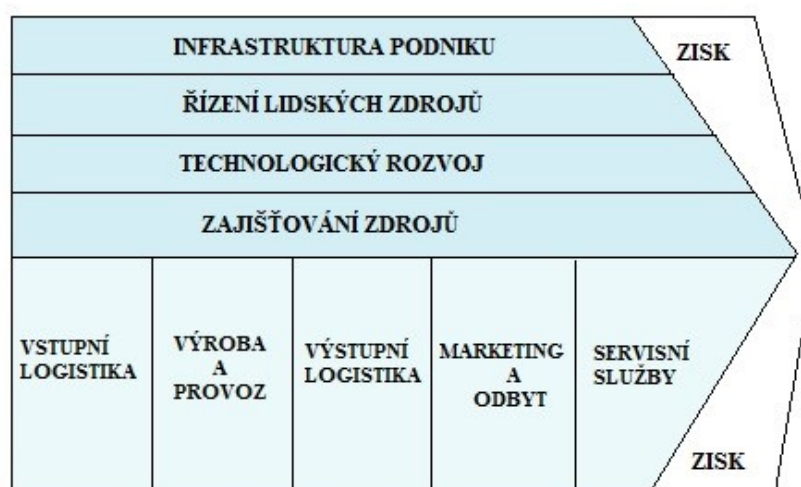 INFRASTRUKTURA PODNIKU
ZISK
ŘÍZENÍ LIDSKÝCH ZDROJŮ
TECHNOLOGICKÝ ROZVOJ
ZAJIŠŤOVÁNÍ ZDROJŮ
VSTUPNÍ
LOGISTIKA
VÝROBA
A
PROVOZ
VÝSTUPNÍ
LOGISTIKA
MARKETING
A
ODBYT
SERVISNÍ
SLUŽBY
ZISK